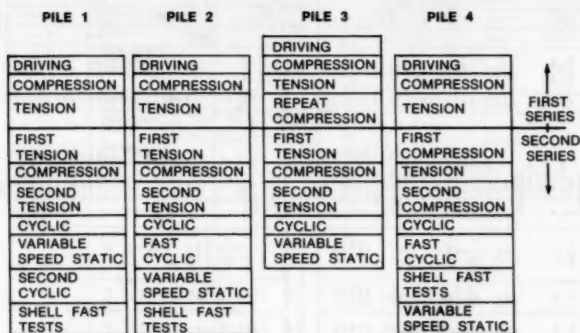 PILE 1
DRIVING
COMPRESSION
TENSION
FIRST
TENSION
COMPRESSION
SECOND
TENSION
CYCLIC
VARIABLE
SPEED STATIC
SECOND
CYCLIC
SHELL FAST
TESTS
PILE 2
DRIVING
COMPRESSION
TENSION
FIRST
TENSION
COMPRESSION
SECOND
TENSION
CYCLIC
FAST
CYCLIC
VARIABLE
SPEED STATIC
SHELL FAST
TESTS
PILE 3
DRIVING
COMPRESSION
TENSION
REPEAT
COMPRESSION
FIRST
TENSION
COMPRESSION
SECOND
TENSION
CYCLIC
VARIABLE
SPEED STATIC
PILE 4
DRIVING
COMPRESSION
TENSION
FIRST
COMPRESSION
TENSION
SECOND
COMPRESSION
CYCLIC
FAST
CYCLIC
SHELL FAST
TESTS
VARIABLE
SPEED STATIC
FIRST
SERIES
SECOND
SERIES